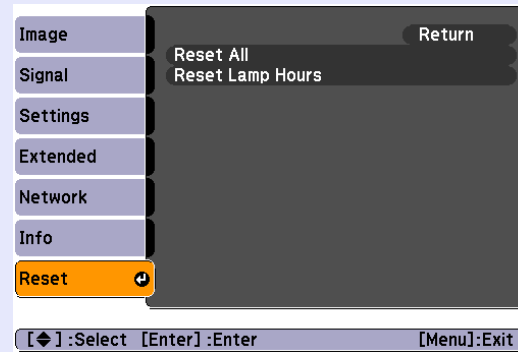 Image
Signal
Settings
Extended
Network
Info
Reset
Return
Reset All
Reset Lamp Hours
[◆] :Select [Enter] :Enter [Menu]:Exit